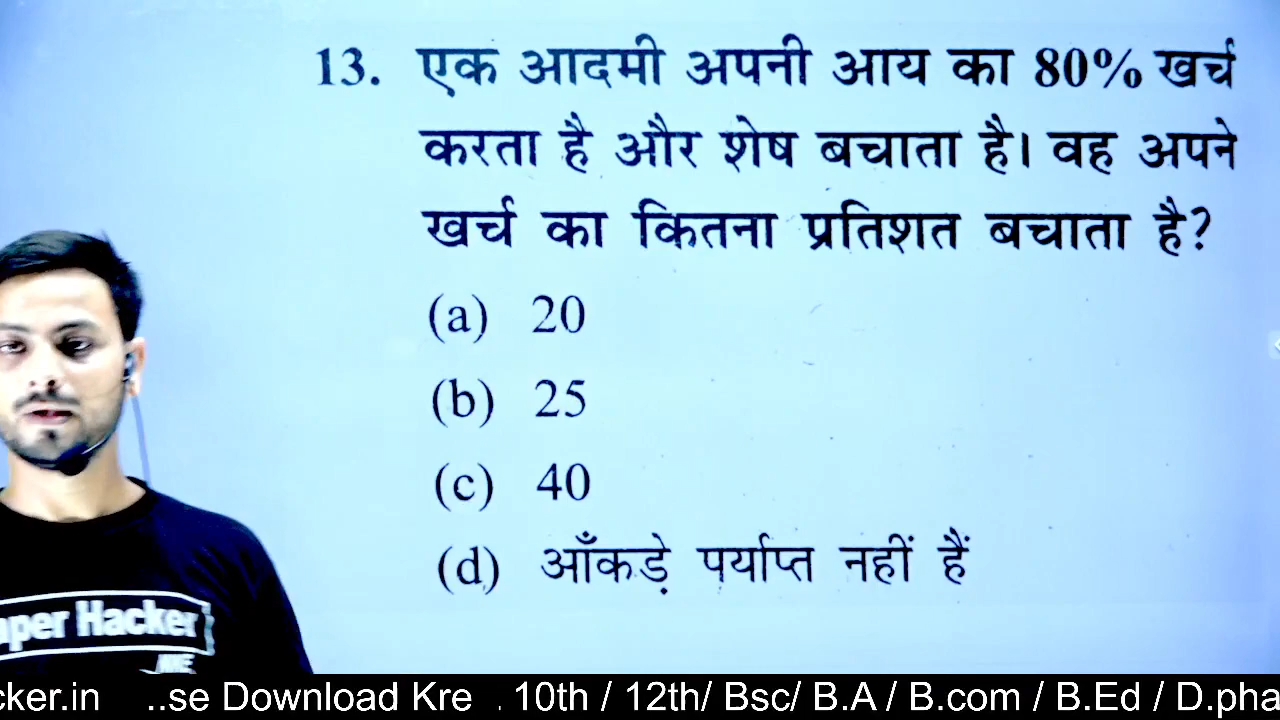 13. एक आदमी अपनी आय का 80% खर्च
करता है और शेष बचाता है। वह अपने
खर्च का कितना प्रतिशत बचाता है?
(a) 20
(b) 25
(c) 40
(d) आँकड़े पर्याप्त नहीं हैं
aper Hacker
cker.in ..se Download Kre . 10th / 12th/ Bsc/ B.A / B.com / B.Ed / D.pha